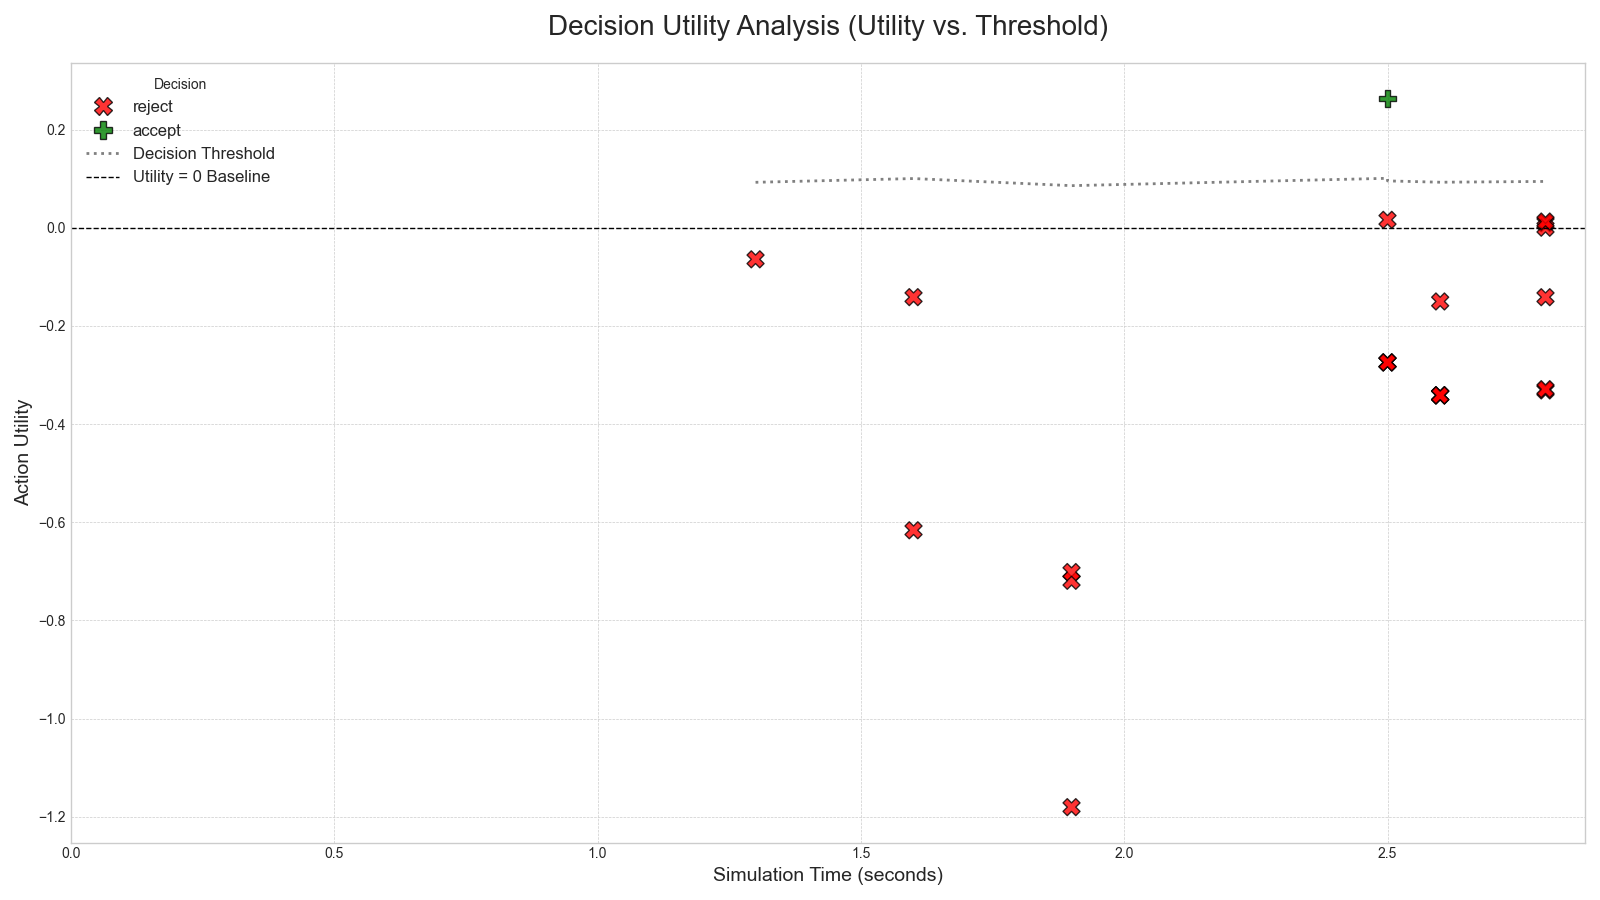 Decision Utility Analysis (Utility vs. Threshold)
Decision
reject
accept
Decision Threshold
Utility = 0 Baseline
Action Utility
0.2
0.0
−0.2
−0.4
−0.6
−0.8
−1.0
−1.2
0.0 0.5 1.0 1.5 2.0 2.5
Simulation Time (seconds)